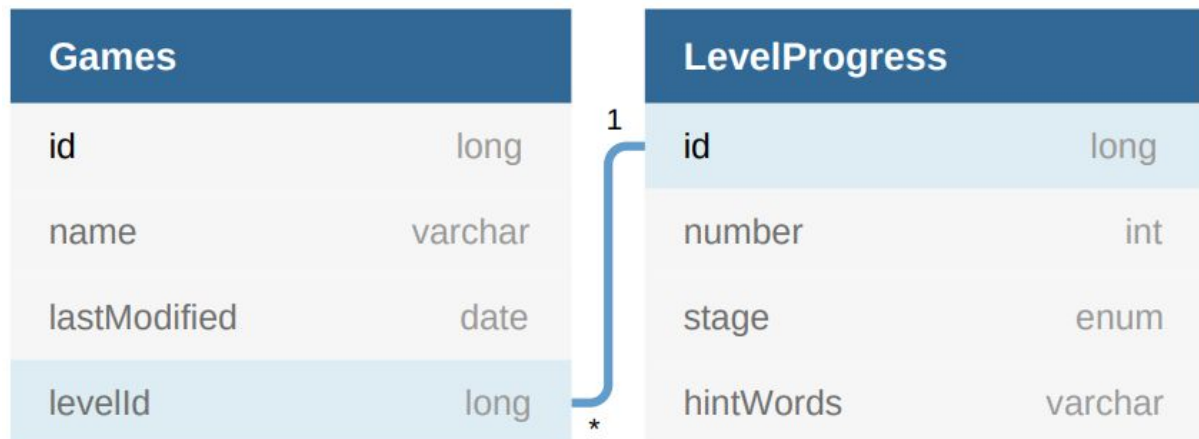 Games
id long
name varchar
lastModified date
levelId long
1
*
LevelProgress
id long
number int
stage enum
hintWords varchar